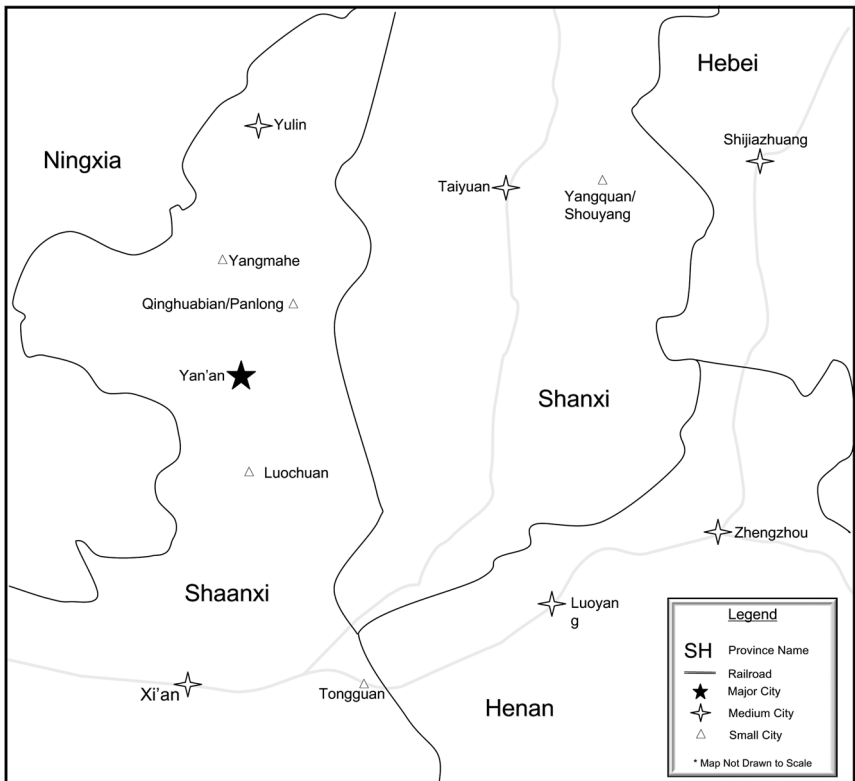 Hebei
Yulin
Shijiazhuang
Ningxia
Taiyuan
Yangquan/
Shouyang
Yangmahe
Qinghuabian/Panlong
Yan'an
Shanxi
Luochuan
Zhengzhou
Shaanxi
Luoyan
g
Xi'an
Tongguan
Henan
Legend
SH Province Name
Railroad
Major City
Medium City
Small City
* Map Not Drawn to Scale